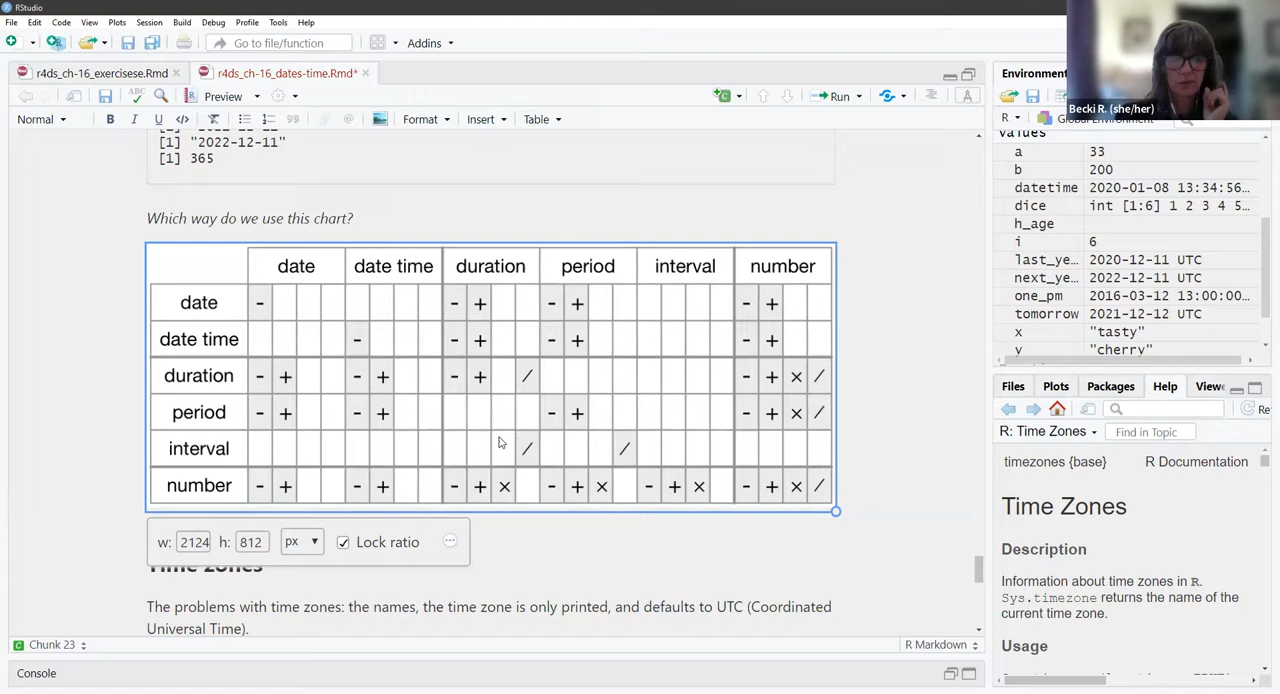 RStudio
File Edit Code View Plots Session Build Debug Profile Tools Help
Go to file/function Addins
r4ds_ch-16_exercisese.Rmd r4ds_ch-16_dates-time.Rmd*
ABC Preview Run
Normal B I U </> Format Insert Table
[1] "2022-12-11"
[1] 365
Which way do we use this chart?
date date time duration period interval number
date - - + - + - +
date time - - + - + - +
duration - + - + - + / - + × /
period - + - + - + - + × /
interval / /
number - + - + - + × - + × - + × - + × /
w: 2124 h: 812 px Lock ratio
Time Zones
The problems with time zones: the names, the time zone is only printed, and defaults to UTC (Coordinated
Universal Time).
Chunk 23 R Markdown
Console
Becki R. (she/her)
Environment
R Global Environment
values
a 33
b 200
datetime 2020-01-08 13:34:56…
dice int [1:6] 1 2 3 4 5…
h_age
i 6
last_ye… 2020-12-11 UTC
next_ye… 2022-12-11 UTC
one_pm 2016-03-12 13:00:00…
tomorrow 2021-12-12 UTC
x "tasty"
y "cherry"
Files Plots Packages Help View
Re
R: Time Zones Find in Topic
timezones {base} R Documentation
Time Zones
Description
Information about time zones in R.
Sys.timezone returns the name of the
current time zone.
Usage